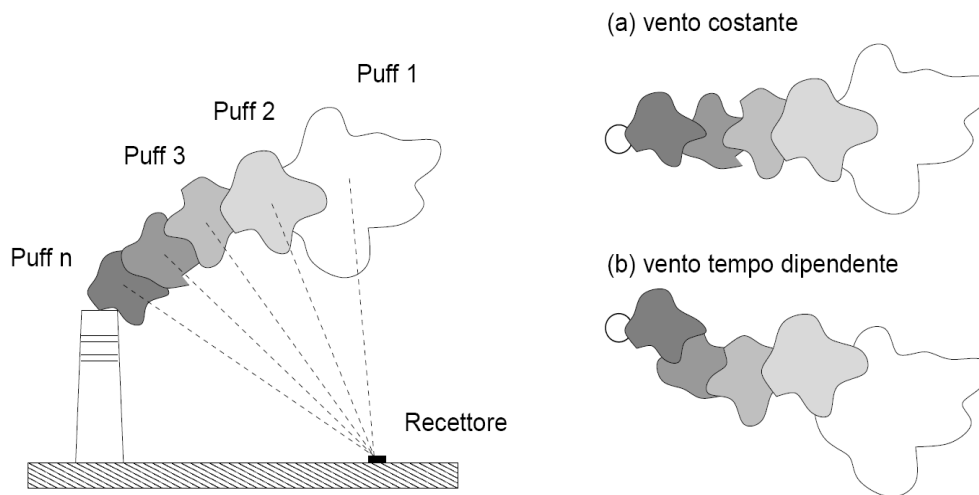 Puff 1
Puff 2
Puff 3
Puff n
Recettore
(a) vento costante
(b) vento tempo dipendente